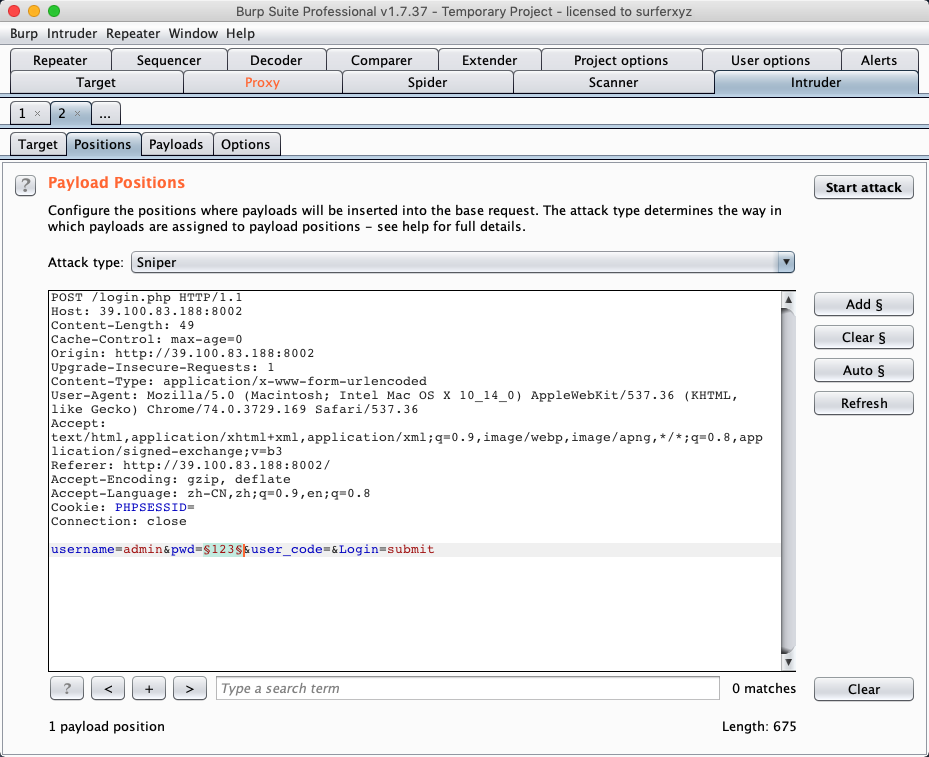 Burp Suite Professional v1.7.37 - Temporary Project - licensed to surferxyz
Burp Intruder Repeater Window Help
Repeater Sequencer Decoder Comparer Extender Project options User options Alerts
Target Proxy Spider Scanner Intruder
1 × 2 × ...
Target Positions Payloads Options
? Payload Positions Start attack
Configure the positions where payloads will be inserted into the base request. The attack type determines the way in
which payloads are assigned to payload positions – see help for full details.
Attack type: Sniper
POST /login.php HTTP/1.1
Host: 39.100.83.188:8002
Content-Length: 49
Cache-Control: max-age=0
Origin: http://39.100.83.188:8002
Upgrade-Insecure-Requests: 1
Content-Type: application/x-www-form-urlencoded
User-Agent: Mozilla/5.0 (Macintosh; Intel Mac OS X 10_14_0) AppleWebKit/537.36 (KHTML,
like Gecko) Chrome/74.0.3729.169 Safari/537.36
Accept:
text/html,application/xhtml+xml,application/xml;q=0.9,image/webp,image/apng,*/*;q=0.8,app
lication/signed-exchange;v=b3
Referer: http://39.100.83.188:8002/
Accept-Encoding: gzip, deflate
Accept-Language: zh-CN,zh;q=0.9,en;q=0.8
Cookie: PHPSESSID=
Connection: close
username=admin&pwd=§123§&user_code=&Login=submit
Add §
Clear §
Auto §
Refresh
? < + > Type a search term 0 matches Clear
1 payload position Length: 675